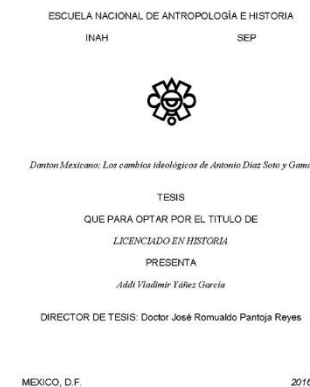 ESCUELA NACIONAL DE ANTROPOLOGÍA E HISTORIA
INAH SEP
Danton Mexicano: Los cambios ideológicos de Antonio Díaz Soto y Gama
TESIS
QUE PARA OPTAR POR EL TITULO DE
LICENCIADO EN HISTORIA
PRESENTA
Addi Vladimir Yáñez García
DIRECTOR DE TESIS: Doctor José Romualdo Pantoja Reyes
MEXICO, D.F. 2016